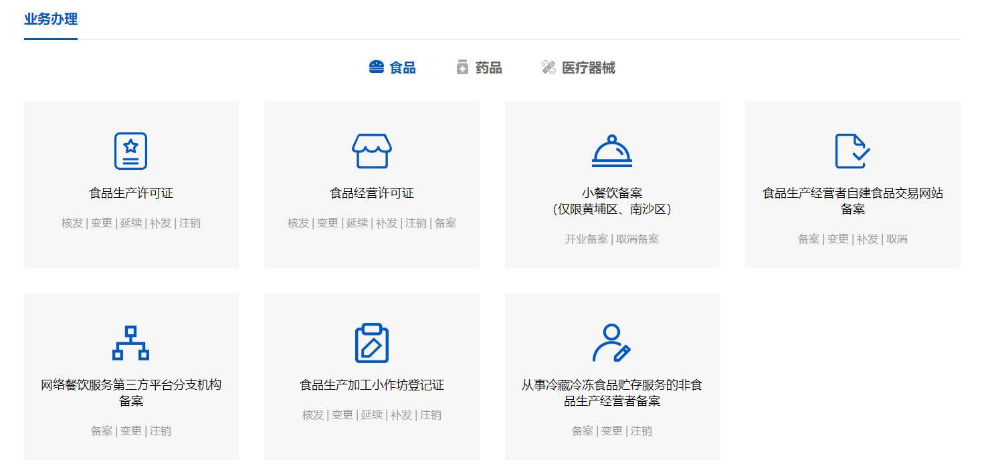 业务办理
食品
药品
医疗器械
食品生产许可证
核发 | 变更 | 延续 | 补发 | 注销
食品经营许可证
核发 | 变更 | 延续 | 补发 | 注销 | 备案
小餐饮备案
（仅限黄埔区、南沙区）
开业备案 | 取消备案
食品生产经营者自建食品交易网站
备案
备案 | 变更 | 补发 | 取消
网络餐饮服务第三方平台分支机构
备案
备案 | 变更 | 注销
食品生产加工小作坊登记证
核发 | 变更 | 延续 | 补发 | 注销
从事冷藏冷冻食品贮存服务的非食
品生产经营者备案
备案 | 变更 | 注销